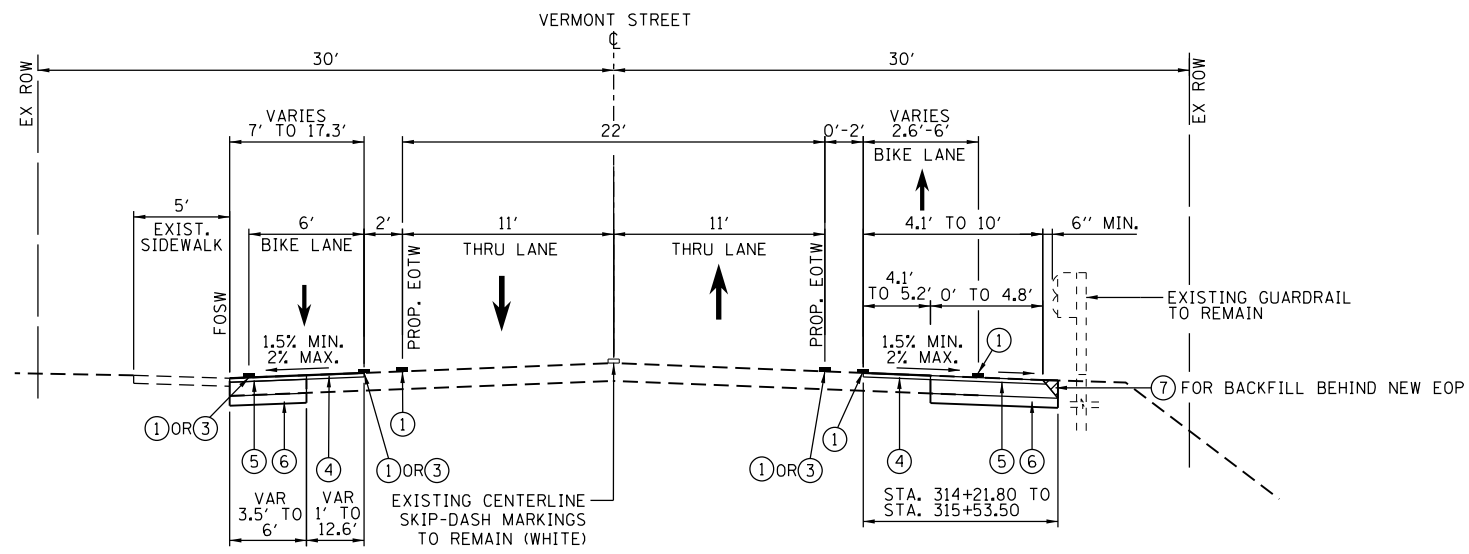 VERMONT STREET
℄
30'
30'
EX ROW
EX ROW
VARIES
7' TO 17.3'
22'
0'-2'
VARIES
2.6'-6'
BIKE LANE
5'
EXIST.
SIDEWALK
6'
BIKE LANE
2'
11'
THRU LANE
11'
THRU LANE
4.1' TO 10'
6'' MIN.
FOSW
PROP. EOTW
PROP. EOTW
4.1'
TO 5.2'
0' TO 4.8'
EXISTING GUARDRAIL
TO REMAIN
1.5% MIN.
2% MAX.
1.5% MIN.
2% MAX.
1
7 FOR BACKFILL BEHIND NEW EOP
1 OR 3
5
6
4
1 OR 3
1
1 OR 3
1
4
5
6
VAR
3.5' TO
6'
VAR
1' TO
12.6'
EXISTING CENTERLINE
SKIP-DASH MARKINGS
TO REMAIN (WHITE)
STA. 314+21.80 TO
STA. 315+53.50